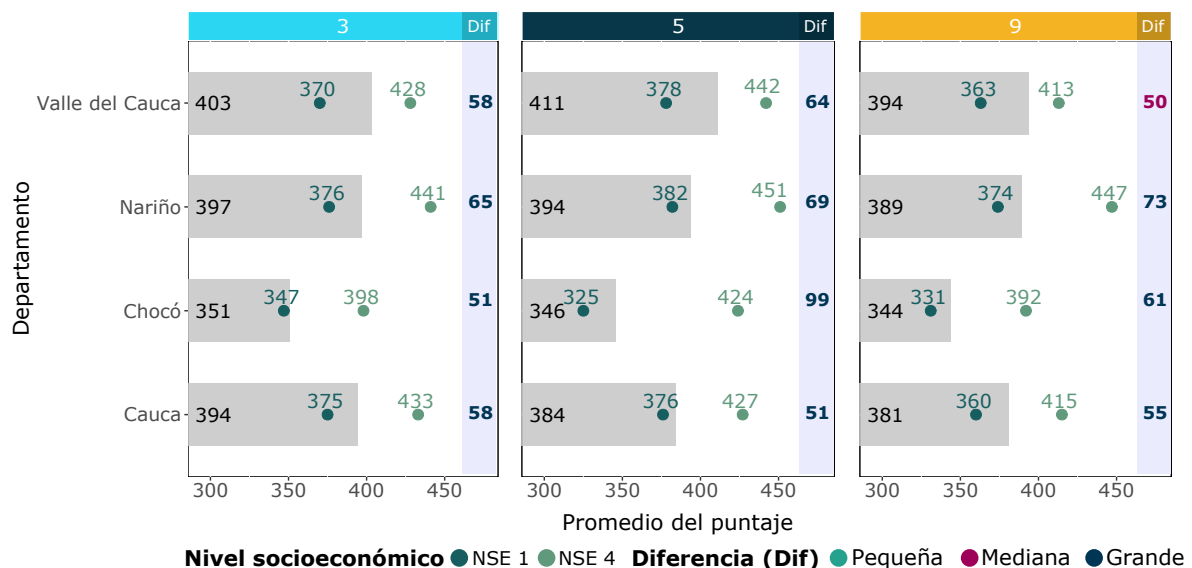 3 Dif 5 Dif 9 Dif
370 428 378 442 363 413
Valle del Cauca 403 58 411 64 394 50
376 441 382 451 374 447
Nariño 397 65 394 69 389 73
347 398 325 424 331 392
Chocó 351 51 346 99 344 61
375 433 376 427 360 415
Cauca 394 58 384 51 381 55
Departamento
300 350 400 450 300 350 400 450 300 350 400 450
Promedio del puntaje
Nivel socioeconómico NSE 1 NSE 4 Diferencia (Dif) Pequeña Mediana Grande